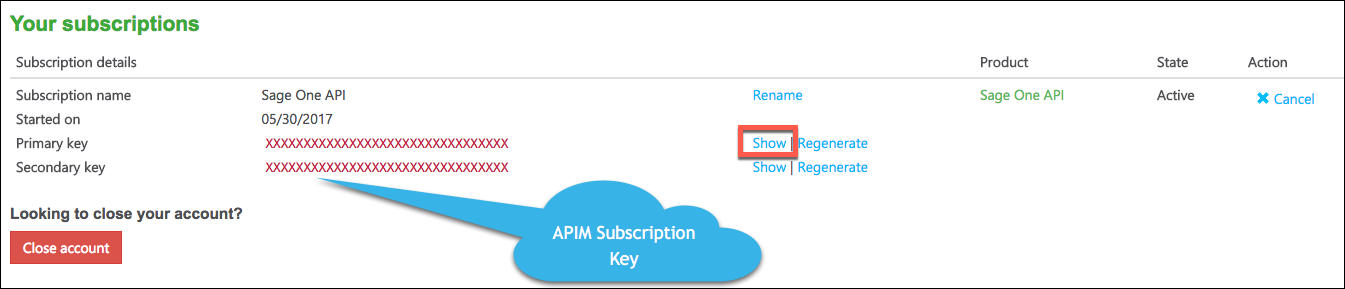 Your subscriptions
Subscription details Product State Action
Subscription name Sage One API Rename Sage One API Active ✖ Cancel
Started on 05/30/2017
Primary key XXXXXXXXXXXXXXXXXXXXXXXXXXXXXXXX Show | Regenerate
Secondary key XXXXXXXXXXXXXXXXXXXXXXXXXXXXXXXX Show | Regenerate
Looking to close your account?
Close account
APIM Subscription
Key